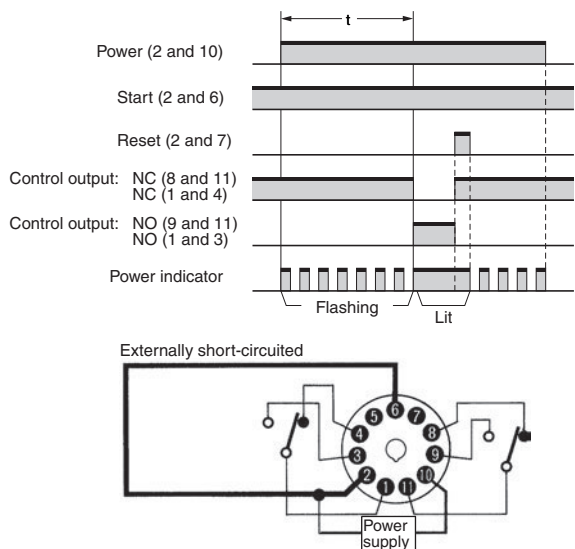 t
Power (2 and 10)
Start (2 and 6)
Reset (2 and 7)
Control output: NC (8 and 11)
NC (1 and 4)
Control output: NO (9 and 11)
NO (1 and 3)
Power indicator
Flashing
Lit
Externally short-circuited
6
5
7
4
8
3
9
2
10
1
11
Power
supply